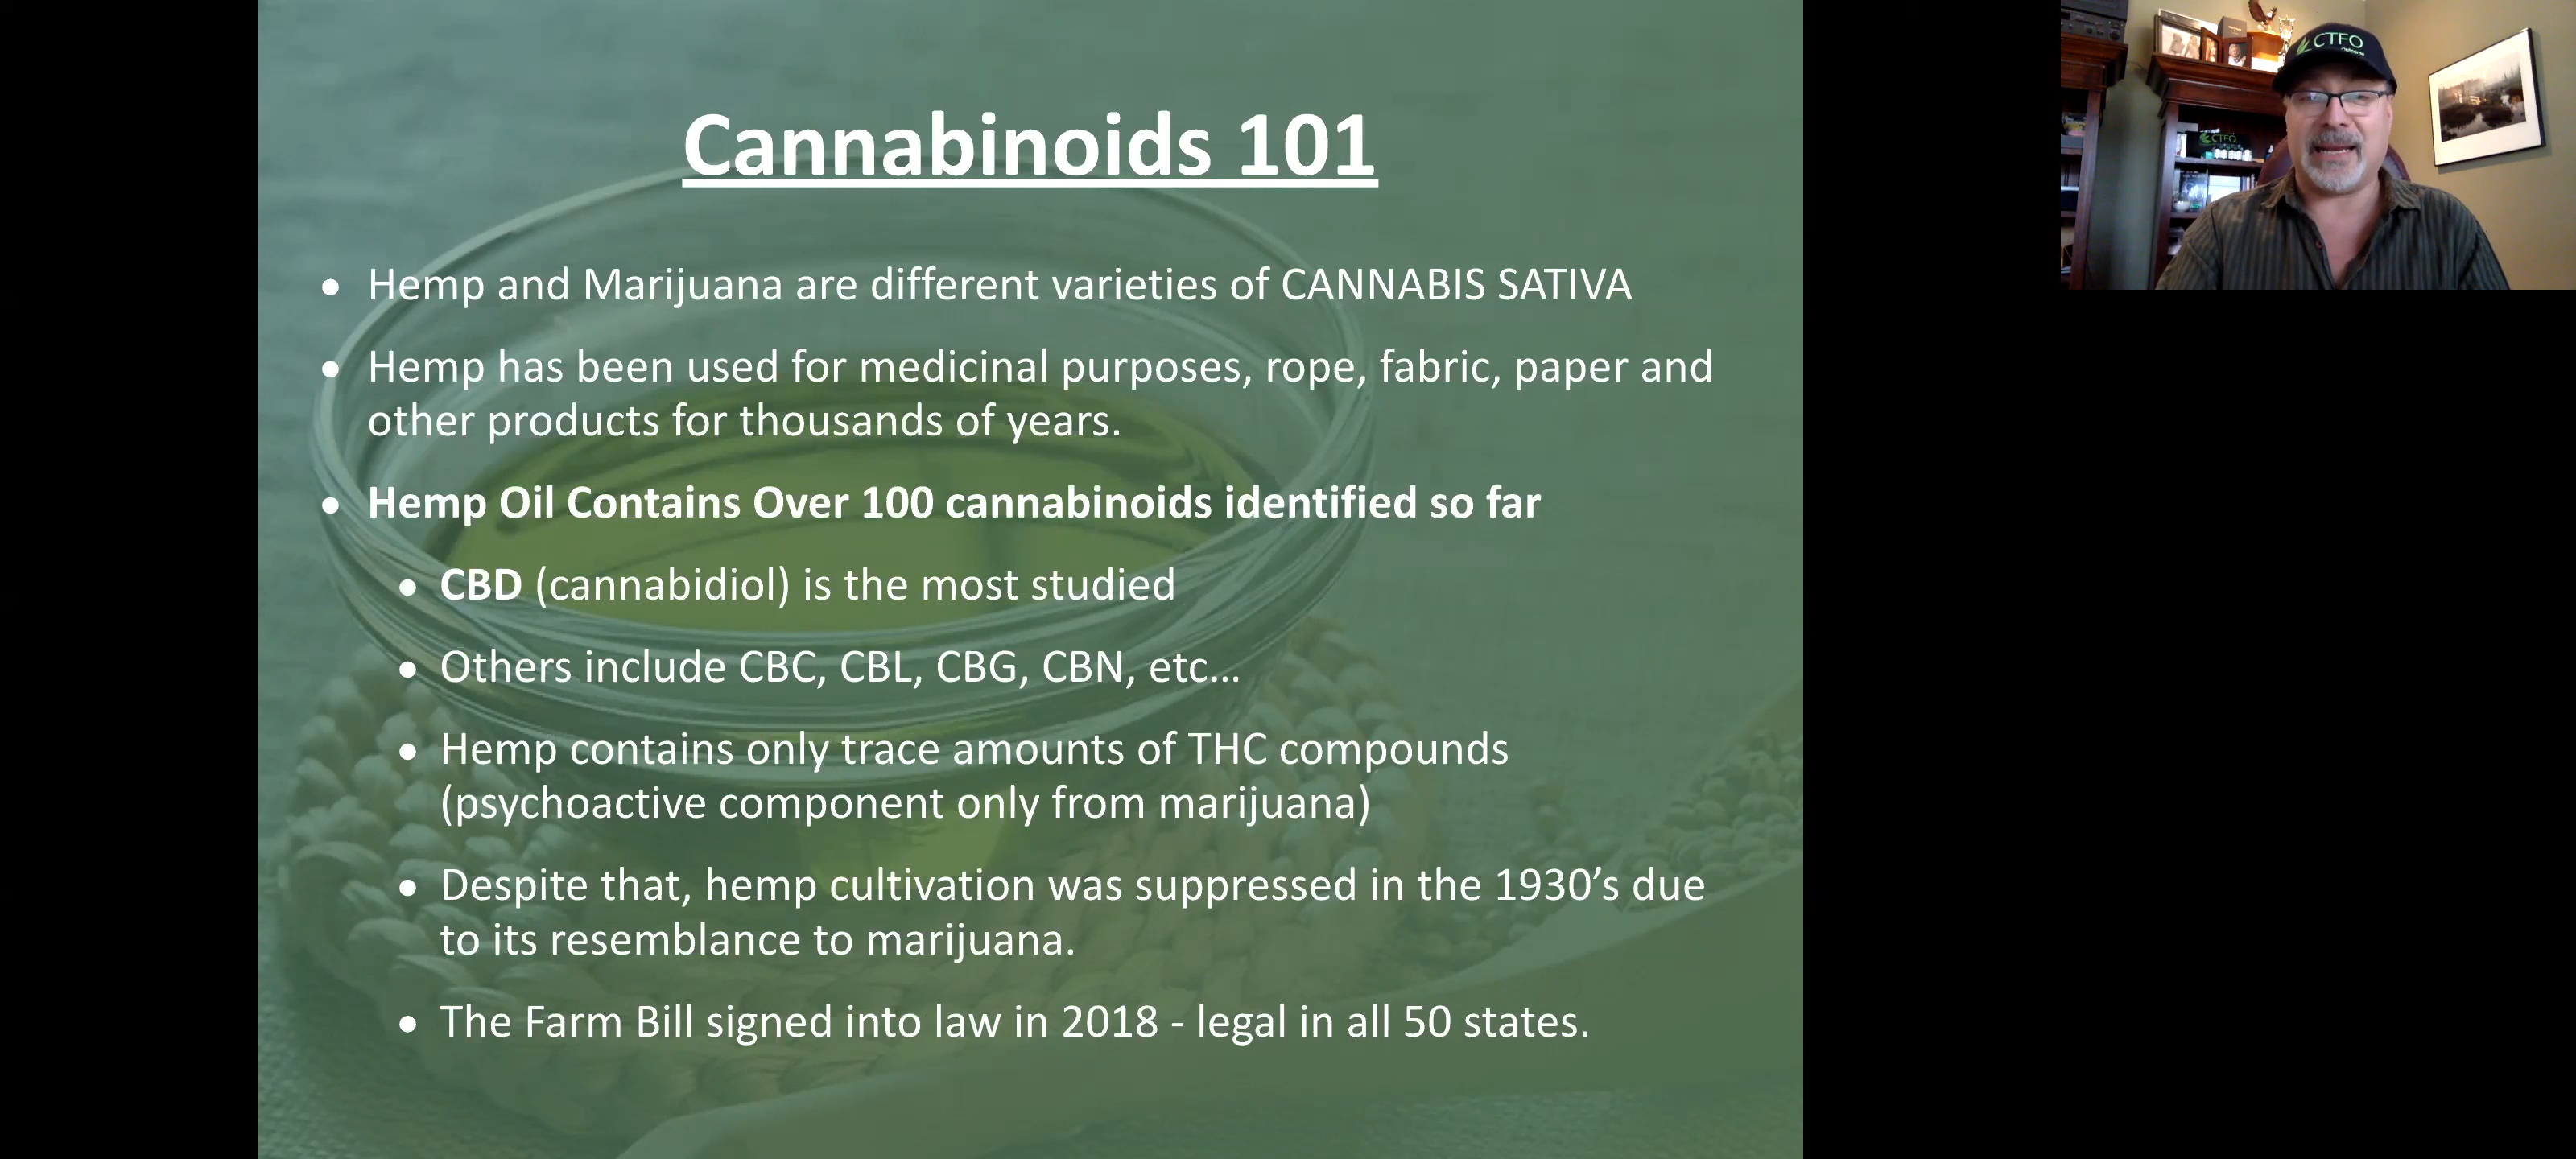 Cannabinoids 101
• Hemp and Marijuana are different varieties of CANNABIS SATIVA
• Hemp has been used for medicinal purposes, rope, fabric, paper and
other products for thousands of years.
• Hemp Oil Contains Over 100 cannabinoids identified so far
• CBD (cannabidiol) is the most studied
• Others include CBC, CBL, CBG, CBN, etc...
• Hemp contains only trace amounts of THC compounds
(psychoactive component only from marijuana)
• Despite that, hemp cultivation was suppressed in the 1930’s due
to its resemblance to marijuana.
• The Farm Bill signed into law in 2018 - legal in all 50 states.
CTFO
CTFO